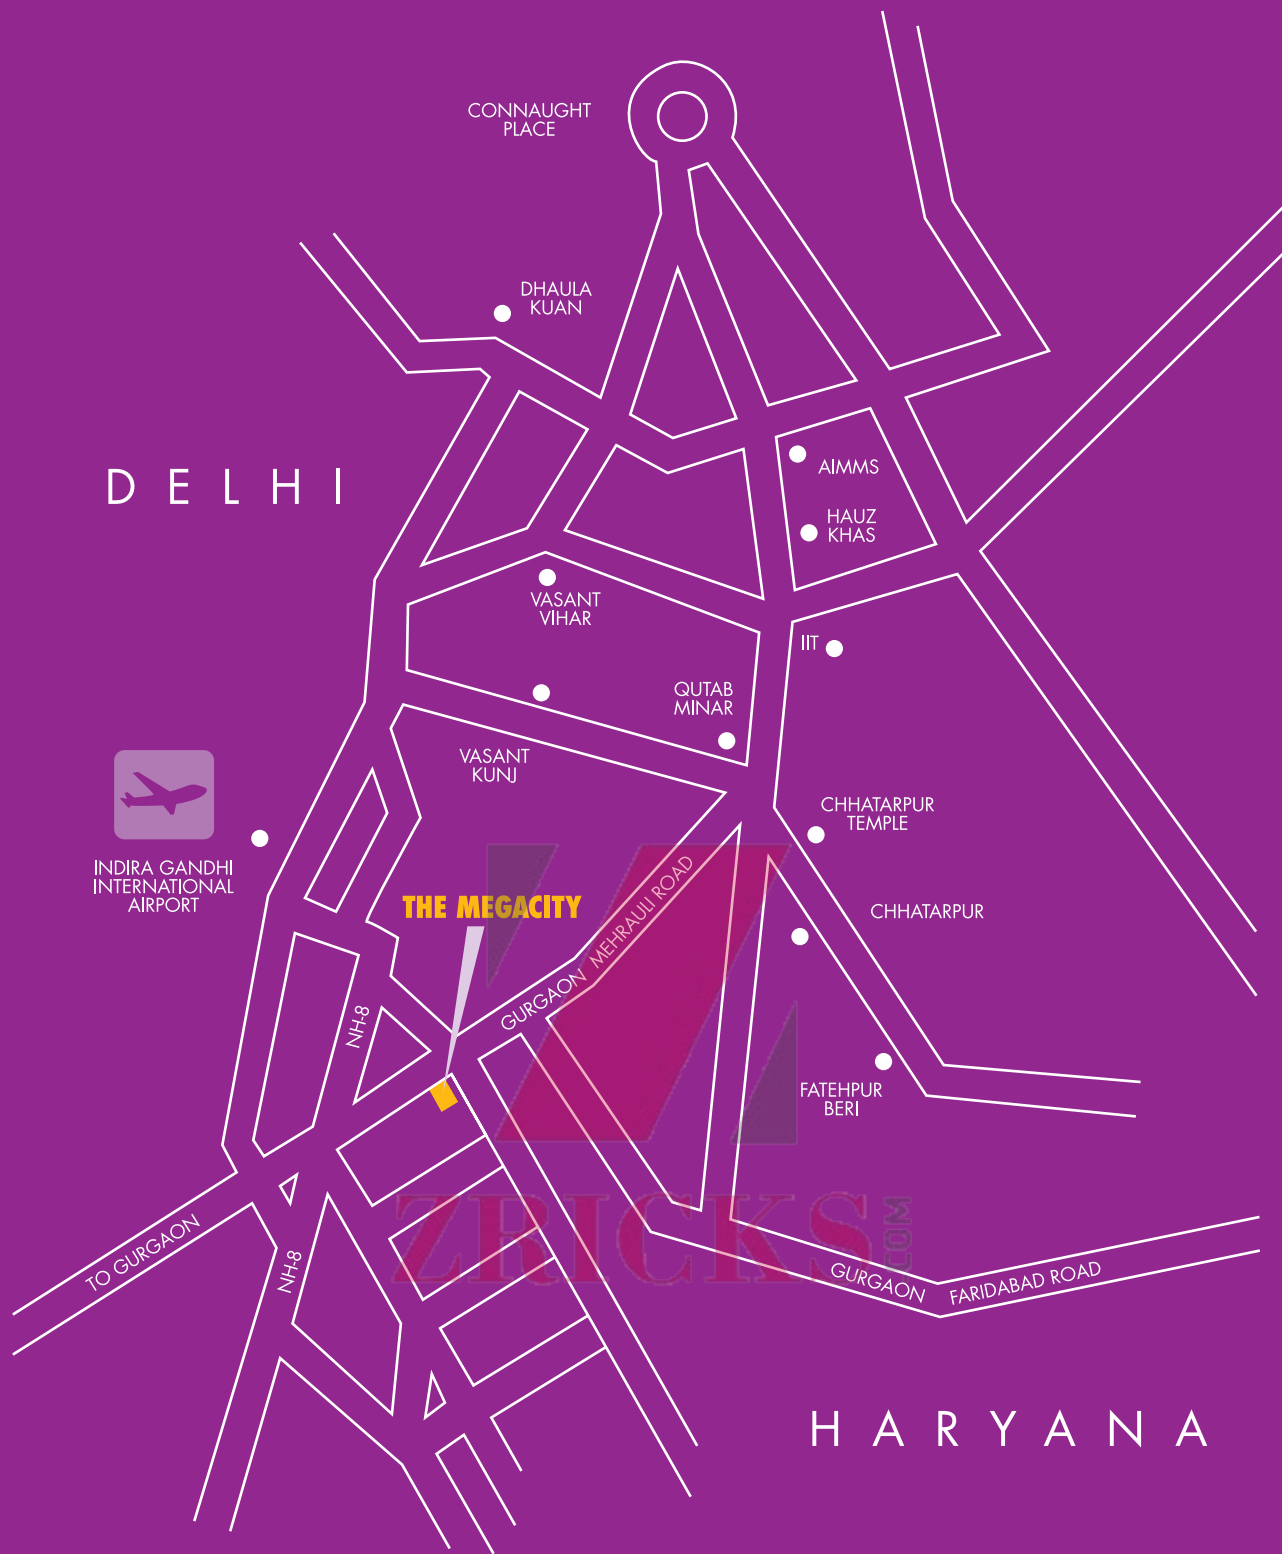 CONNAUGHT
PLACE
DHAULA
KUAN
DELHI
AIMMS
HAUZ
KHAS
VASANT
VIHAR
IIT
QUTAB
MINAR
VASANT
KUNJ
CHHATARPUR
TEMPLE
INDIRA GANDHI
INTERNATIONAL
AIRPORT
THE MEGACITY
CHHATARPUR
GURGAON MEHRAULI ROAD
NH-8
FATEHPUR
BERI
ZRICKS.COM
TO GURGAON
NH-8
GURGAON FARIDABAD ROAD
HARYANA